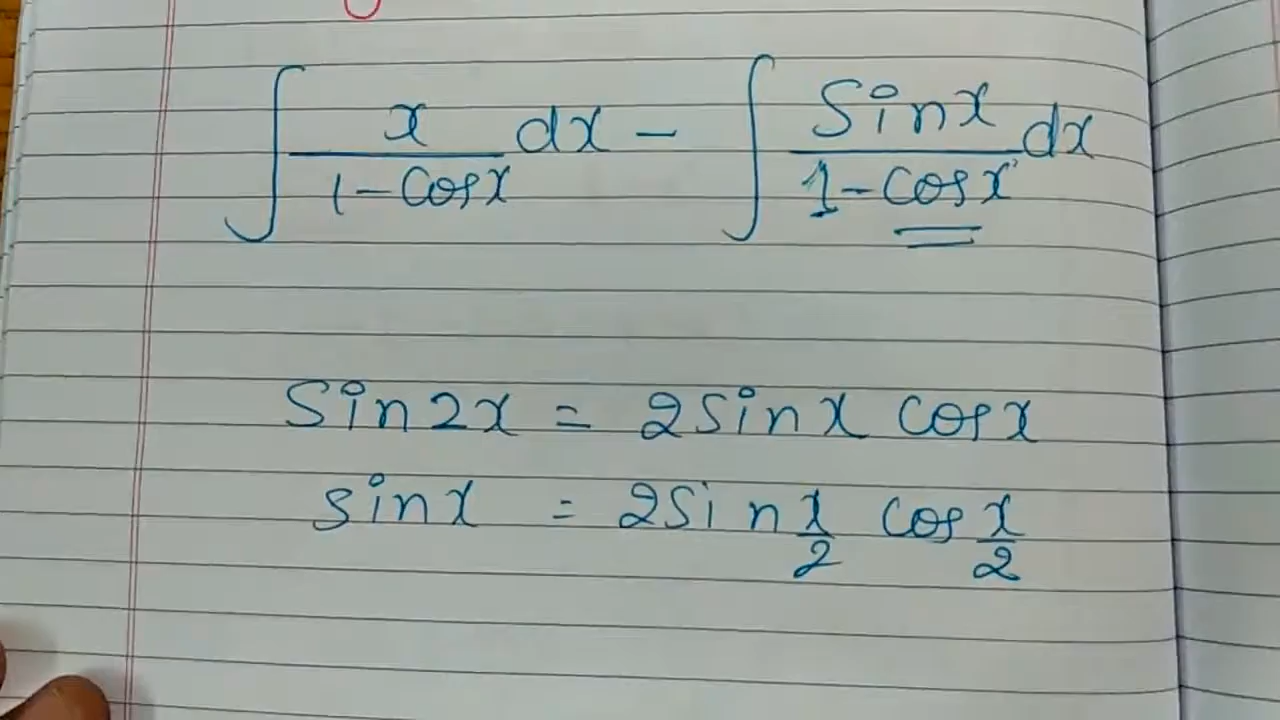 ∫ x/(1-cosx) dx - ∫ Sinx/(1-cosx) dx
Sin2x = 2sinx cosx
sinx = 2Sin x/2 cos x/2